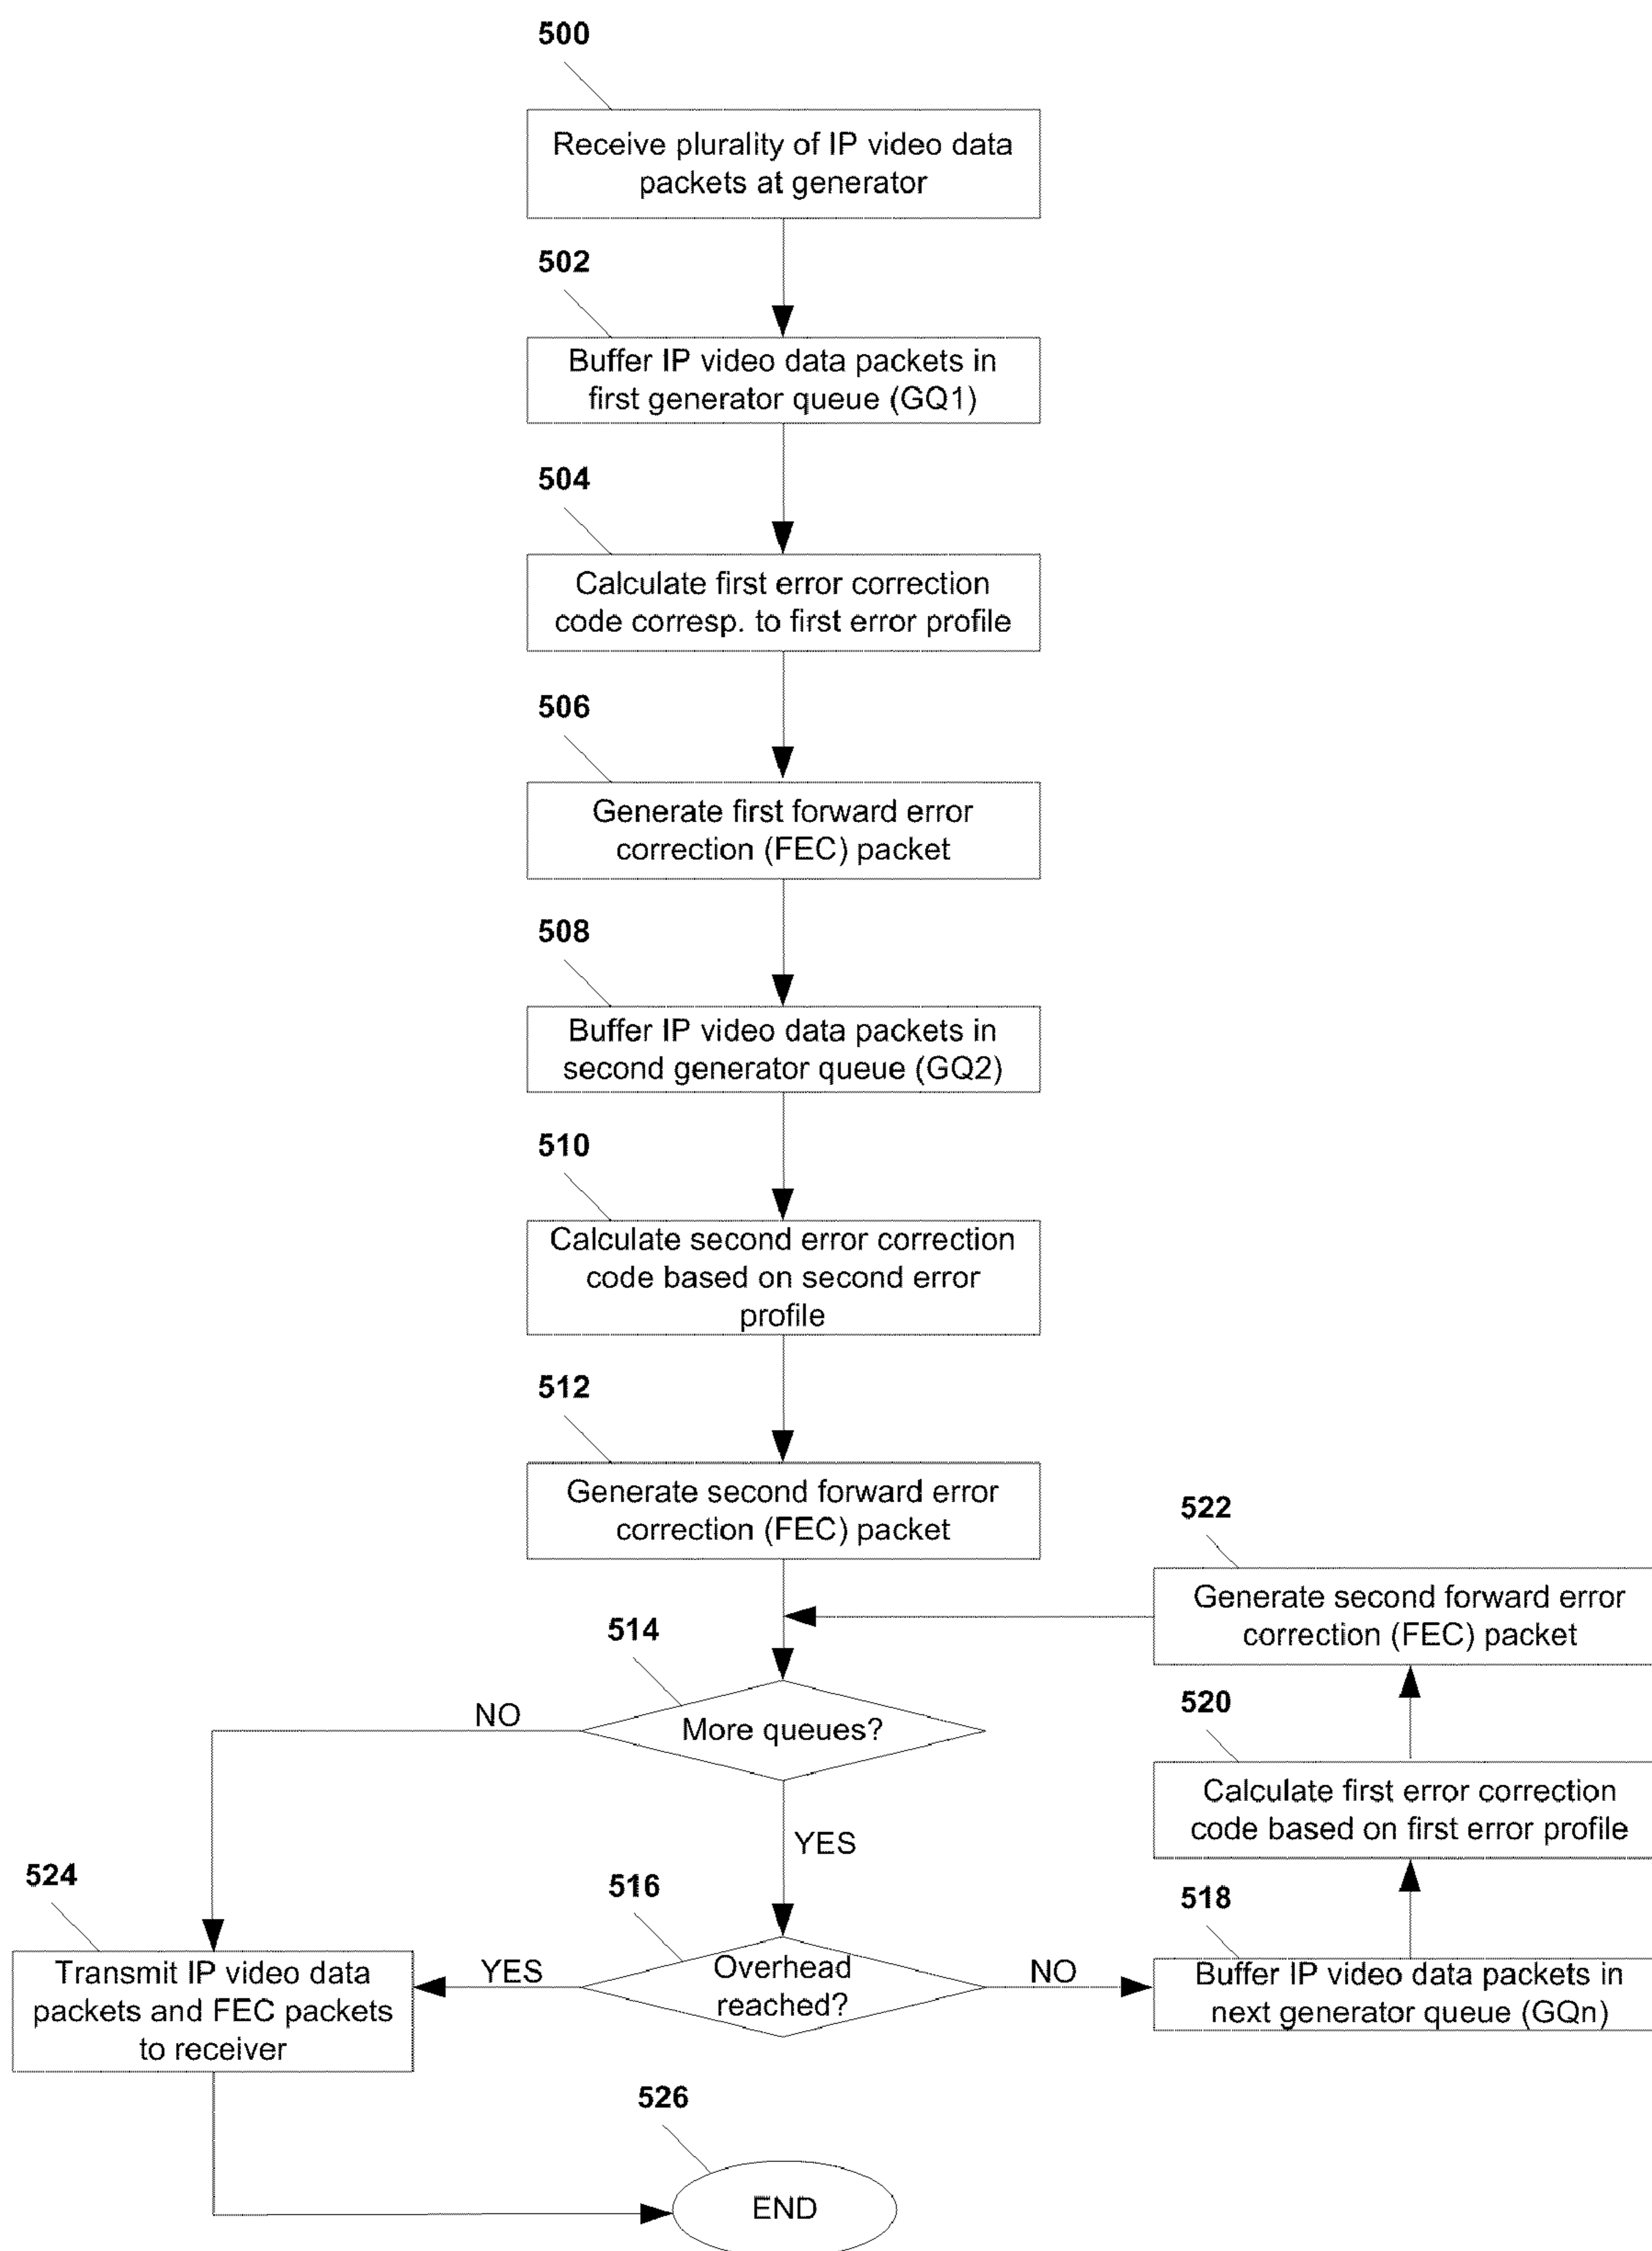 500
Receive plurality of IP video data
packets at generator
502
Buffer IP video data packets in
first generator queue (GQ1)
504
Calculate first error correction
code corresp. to first error profile
506
Generate first forward error
correction (FEC) packet
508
Buffer IP video data packets in
second generator queue (GQ2)
510
Calculate second error correction
code based on second error
profile
512
Generate second forward error
correction (FEC) packet
522
Generate second forward error
correction (FEC) packet
514
More queues?
NO
YES
520
Calculate first error correction
code based on first error profile
524
Transmit IP video data
packets and FEC packets
to receiver
516
YES
Overhead
reached?
NO
518
Buffer IP video data packets in
next generator queue (GQn)
526
END